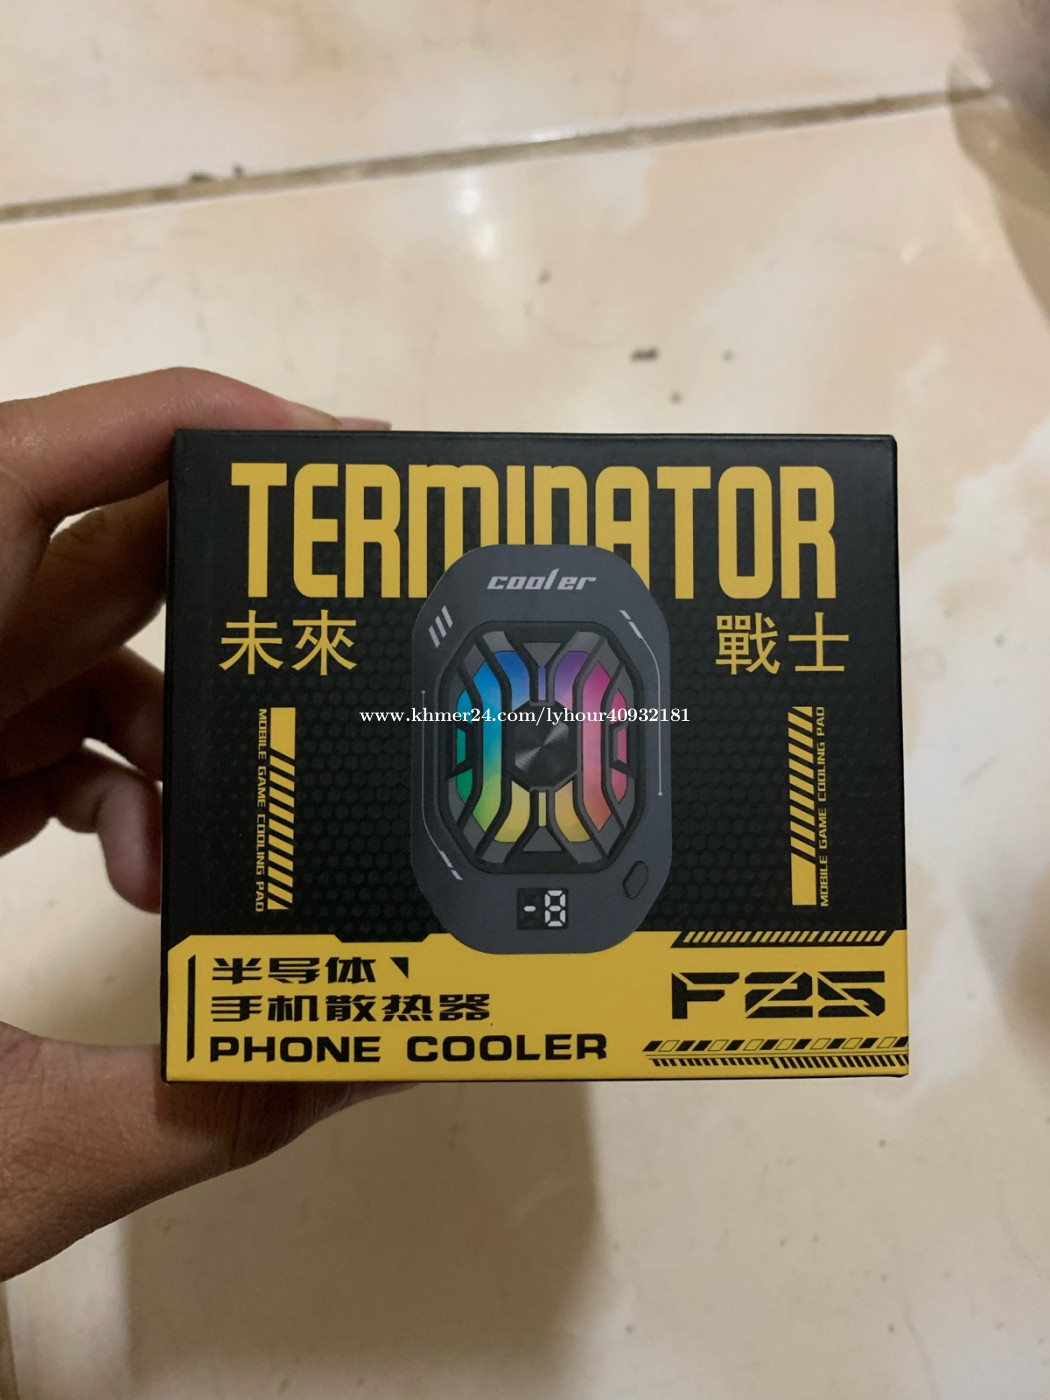 TERMINATOR
cooler
未來 戰士
www.khmer24.com/lyhour40932181
MOBILE GAME COOLING PAD
MOBILE GAME COOLING PAD
-8
半导体
手机散热器
PHONE COOLER
F25